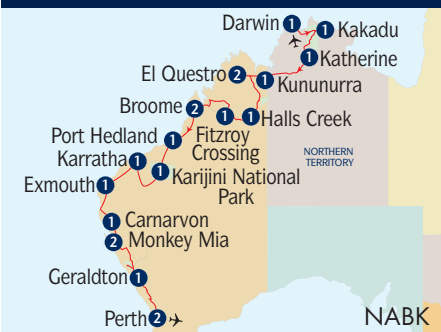 Darwin 1
1 Kakadu
1 Katherine
El Questro 2
1 Kununurra
Broome 2
1 1 Halls Creek
Port Hedland 1
Fitzroy
Crossing
NORTHERN
TERRITORY
Karratha 1
1 Karijini National
Park
Exmouth 1
1 Carnarvon
2 Monkey Mia
Geraldton 1
Perth 2
NABK